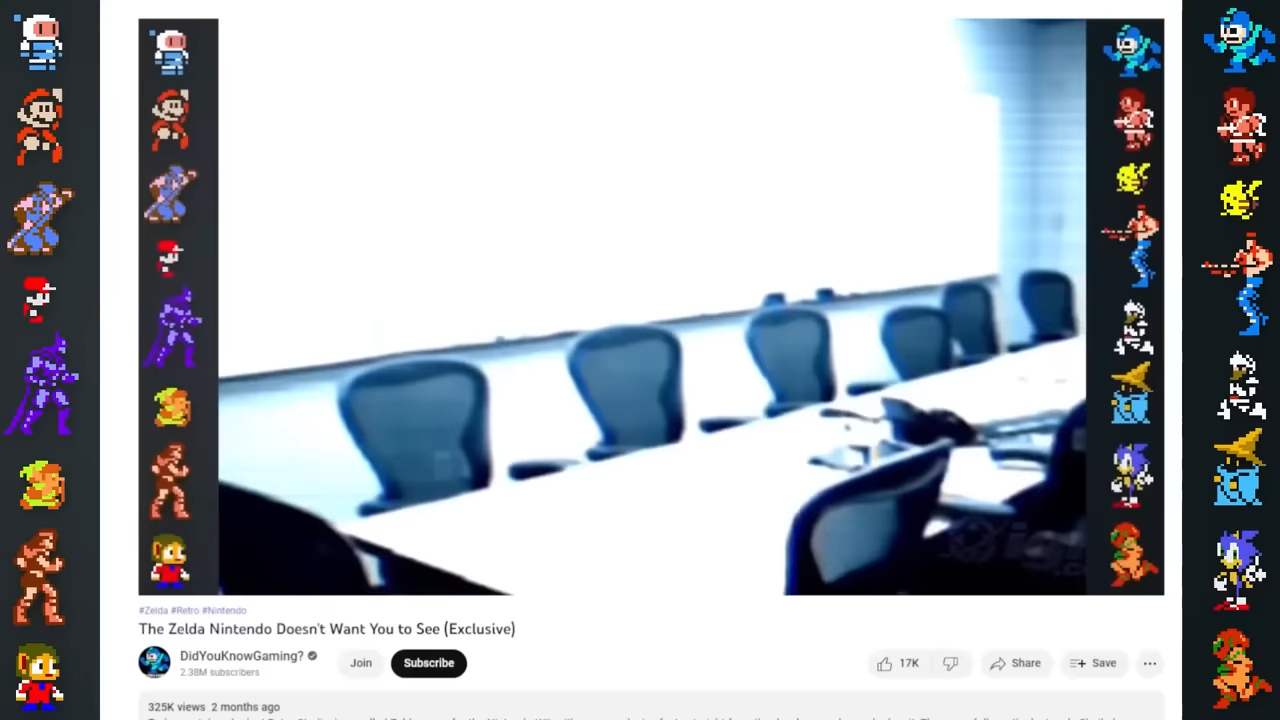 #Zelda #Retro #Nintendo
The Zelda Nintendo Doesn't Want You to See (Exclusive)
DidYouKnowGaming?
2.38M subscribers
Join
Subscribe
17K
Share
Save
325K views 2 months ago